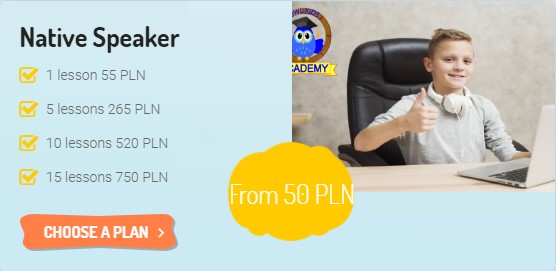 Native Speaker
1 lesson 55 PLN
5 lessons 265 PLN
10 lessons 520 PLN
15 lessons 750 PLN
CHOOSE A PLAN
From 50 PLN
ACADEMY